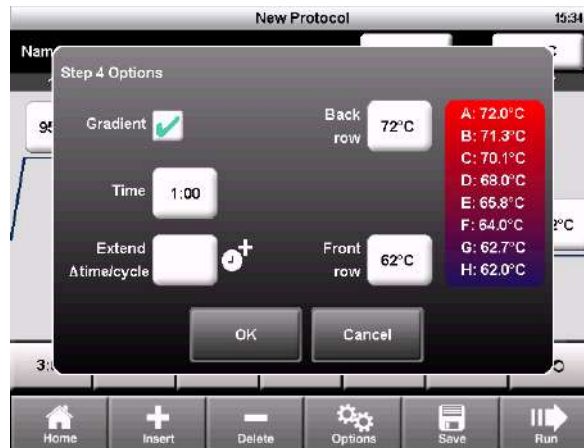 New Protocol
15:34
Nam
Step 4 Options
Gradient
Back row
72°C
A: 72.0°C
B: 71.3°C
C: 70.1°C
D: 68.0°C
E: 65.8°C
F: 64.0°C
G: 62.7°C
H: 62.0°C
Time
1:00
Extend
Δtime/cycle
Front row
62°C
OK
Cancel
Home
Insert
Delete
Options
Save
Run